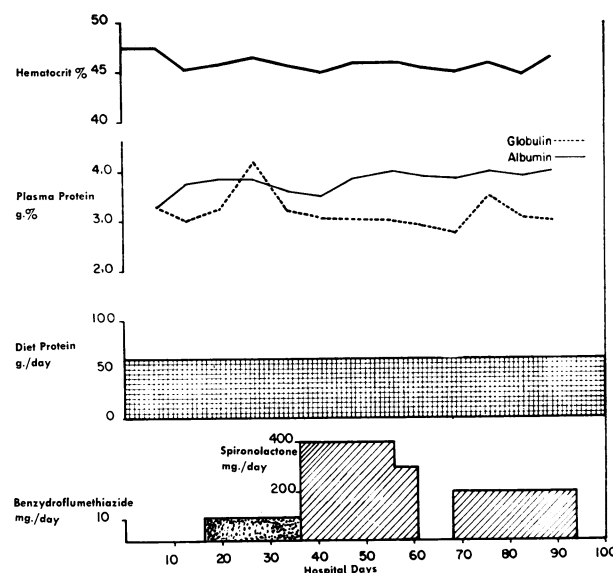 50
Hematocrit %
45
40
Globulin
Albumin
4.0
Plasma Protein
g.%
3.0
2.0
100
Diet Protein
g./day
50
0
Spironolactone
mg./day
400
200
Benzydroflumethiazide
mg./day
10
10 20 30 40 50 60 70 80 90 100
Hospital Days